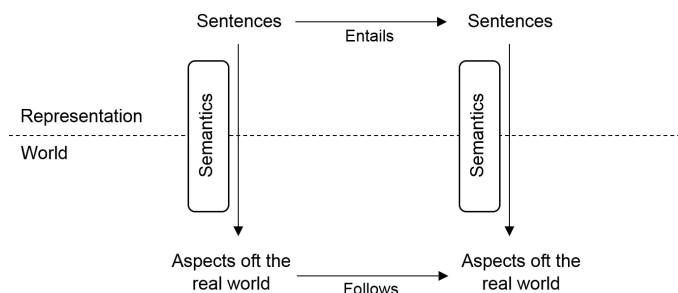 Sentences
Sentences
Entails
Semantics
Semantics
Representation
World
Aspects oft the
real world
Aspects oft the
real world
Follows